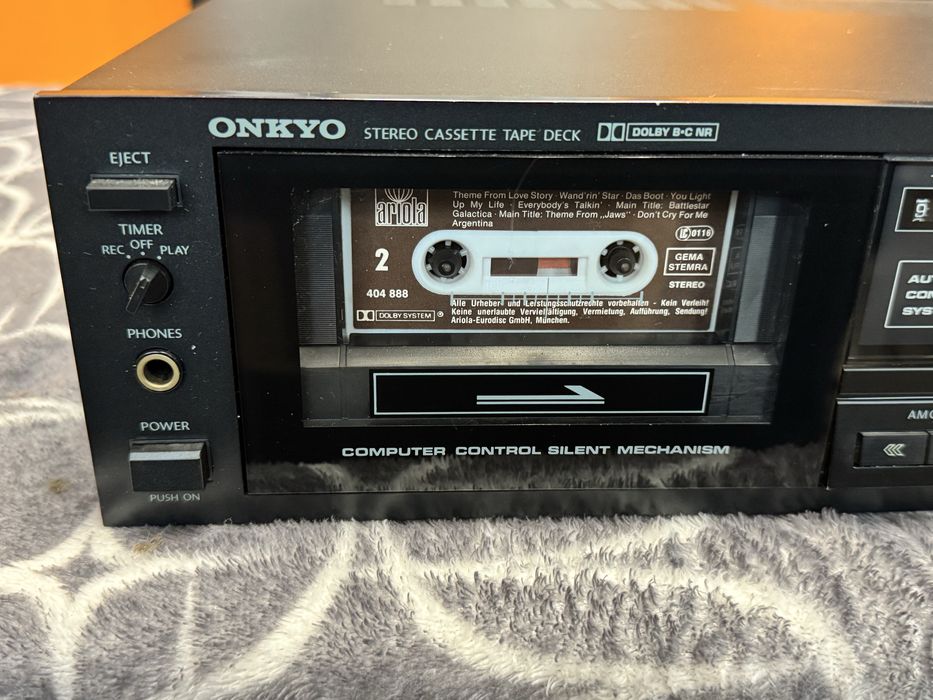 ONKYO STEREO CASSETTE TAPE DECK DOLBY B•C NR
EJECT
TIMER
OFF
REC PLAY
PHONES
POWER
PUSH ON
ariola
Theme From Love Story · Wand'rin' Star · Das Boot · You Light
Up My Life · Everybody's Talkin' · Main Title: Battlestar
Galactica · Main Title: Theme From „Jaws" · Don't Cry For Me
Argentina
LC 0116
2
GEMA
STEMRA
STEREO
404 888
DOLBY SYSTEM ®
Alle Urheber- und Leistungsschutzrechte vorbehalten - Kein Verleih!
Keine unerlaubte Vervielfältigung, Vermietung, Aufführung, Sendung!
Ariola-Eurodisc GmbH, München.
COMPUTER CONTROL SILENT MECHANISM